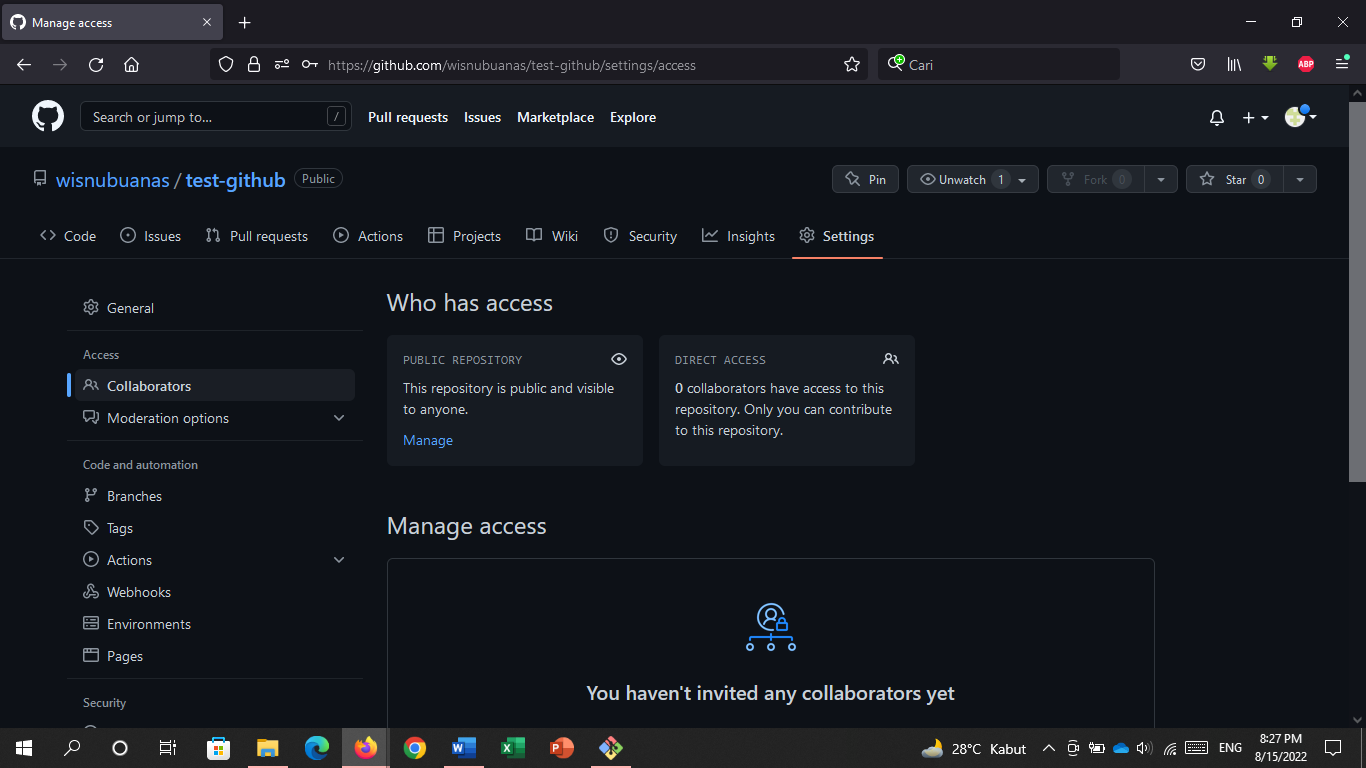 Manage access
https://github.com/wisnubuanas/test-github/settings/access
Cari
ABP
Search or jump to...
/
Pull requests
Issues
Marketplace
Explore
wisnubuanas / test-github
Public
Pin
Unwatch 1
Fork 0
Star 0
Code
Issues
Pull requests
Actions
Projects
Wiki
Security
Insights
Settings
General
Access
Collaborators
Moderation options
Code and automation
Branches
Tags
Actions
Webhooks
Environments
Pages
Security
Who has access
PUBLIC REPOSITORY
This repository is public and visible
to anyone.
Manage
DIRECT ACCESS
0 collaborators have access to this
repository. Only you can contribute
to this repository.
Manage access
You haven't invited any collaborators yet
28°C Kabut
ENG
8:27 PM
8/15/2022